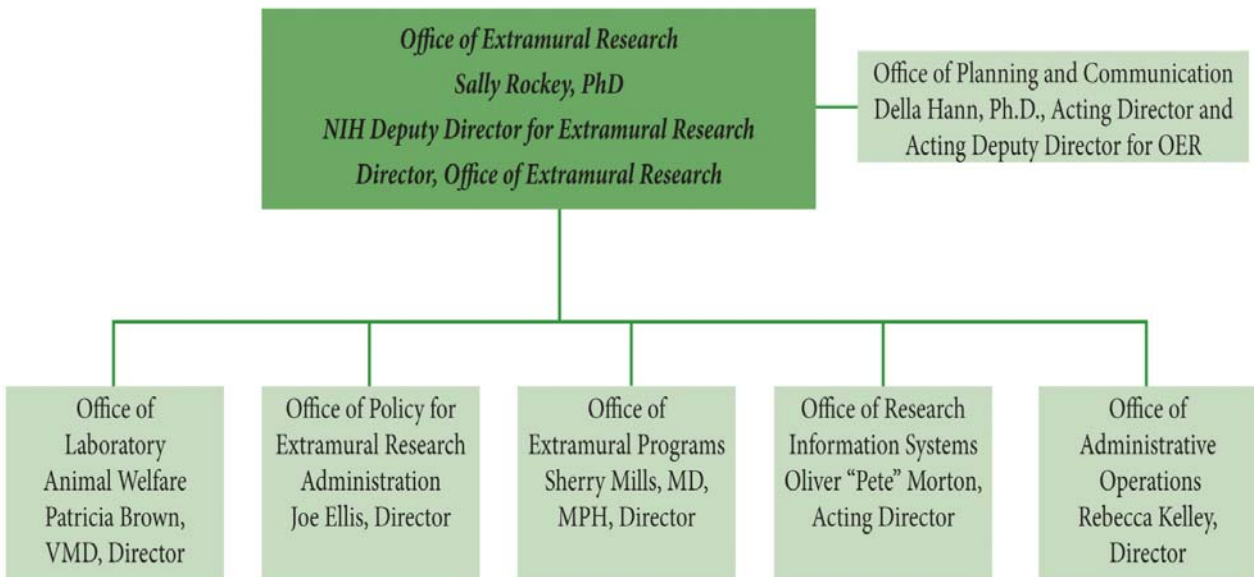 Office of Extramural Research
Sally Rockey, PhD
NIH Deputy Director for Extramural Research
Director, Office of Extramural Research
Office of Planning and Communication
Della Hann, Ph.D., Acting Director and
Acting Deputy Director for OER
Office of
Laboratory
Animal Welfare
Patricia Brown,
VMD, Director
Office of Policy for
Extramural Research
Administration
Joe Ellis, Director
Office of
Extramural Programs
Sherry Mills, MD,
MPH, Director
Office of Research
Information Systems
Oliver “Pete” Morton,
Acting Director
Office of
Administrative
Operations
Rebecca Kelley,
Director